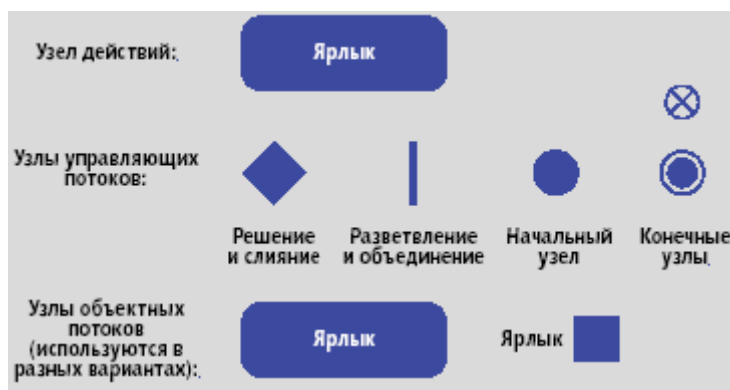 Узел действий:
Ярлык
Узлы управляющих
потоков:
Решение
и слияние
Разветвление
и объединение
Начальный
узел
Конечные
узлы
Узлы объектных
потоков
(используются в
разных вариантах):
Ярлык
Ярлык